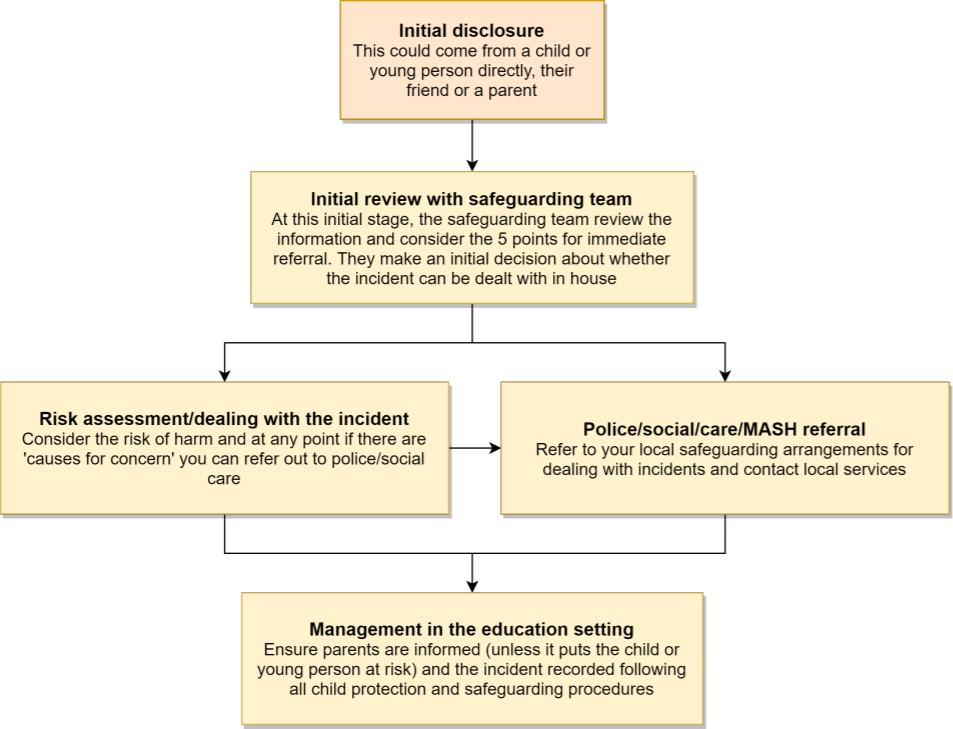 Initial disclosure
This could come from a child or
young person directly, their
friend or a parent
Initial review with safeguarding team
At this initial stage, the safeguarding team review the
information and consider the 5 points for immediate
referral. They make an initial decision about whether
the incident can be dealt with in house
Risk assessment/dealing with the incident
Consider the risk of harm and at any point if there are
'causes for concern' you can refer out to police/social
care
Police/social/care/MASH referral
Refer to your local safeguarding arrangements for
dealing with incidents and contact local services
Management in the education setting
Ensure parents are informed (unless it puts the child or
young person at risk) and the incident recorded following
all child protection and safeguarding procedures